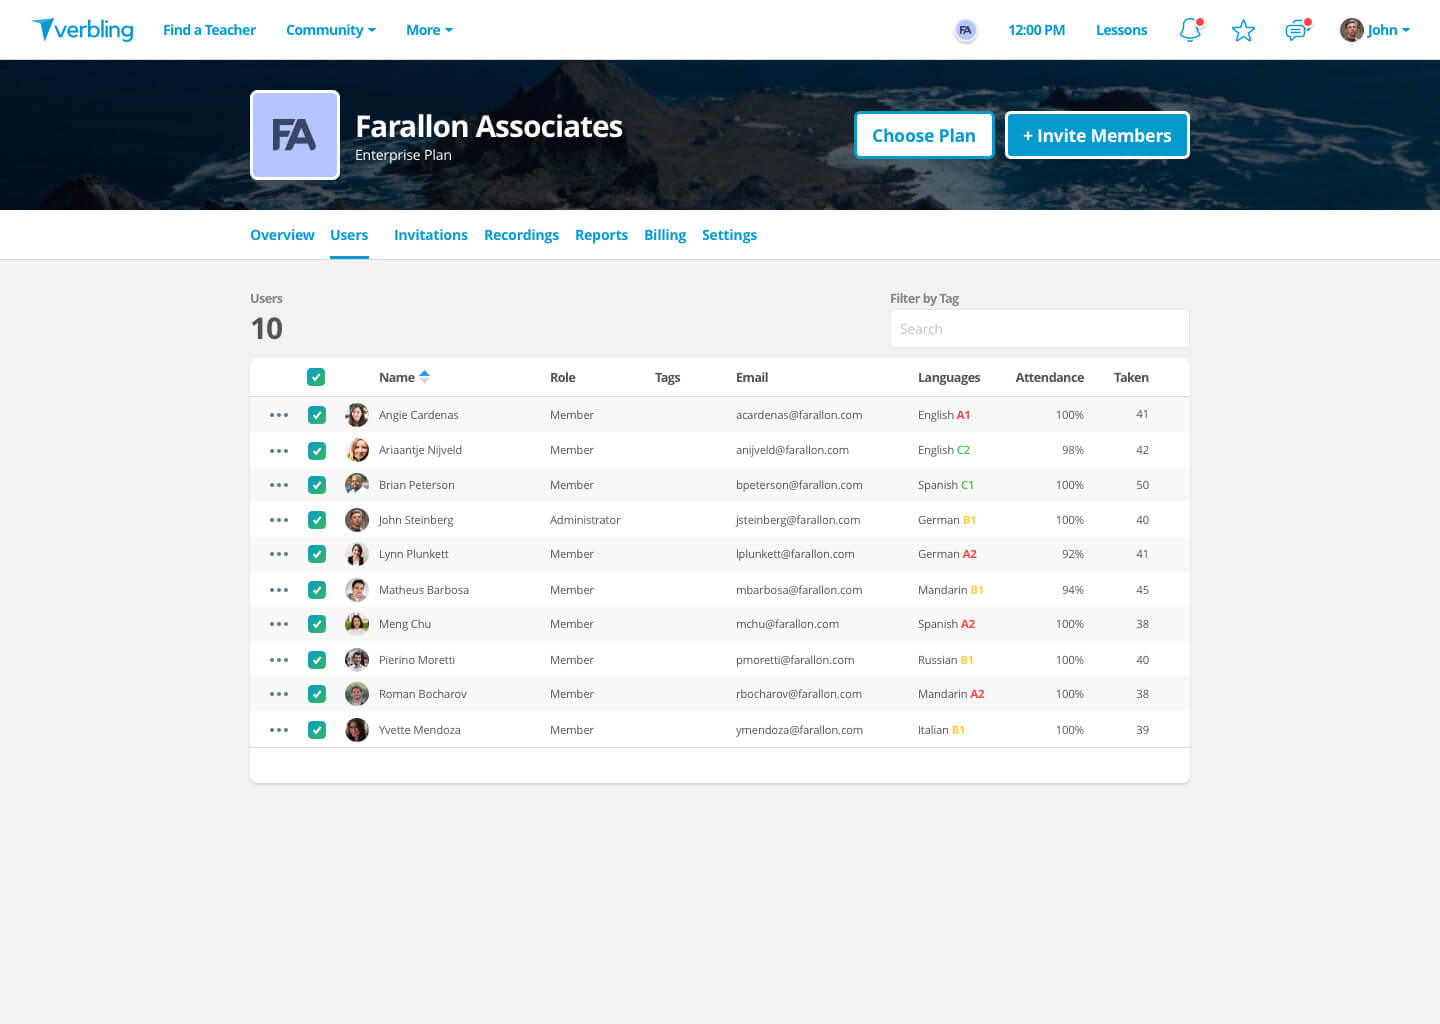 verbling Find a Teacher Community More FA 12:00 PM Lessons John
FA
Farallon Associates
Enterprise Plan
Choose Plan + Invite Members
Overview Users Invitations Recordings Reports Billing Settings
Users Filter by Tag
10 Search
Name Role Tags Email Languages Attendance Taken
Angie Cardenas Member acardenas@farallon.com English A1 100% 41
Ariaantje Nijveld Member anijveld@farallon.com English C2 98% 42
Brian Peterson Member bpeterson@farallon.com Spanish C1 100% 50
John Steinberg Administrator jsteinberg@farallon.com German B1 100% 40
Lynn Plunkett Member lplunkett@farallon.com German A2 92% 41
Matheus Barbosa Member mbarbosa@farallon.com Mandarin B1 94% 45
Meng Chu Member mchu@farallon.com Spanish A2 100% 38
Pierino Moretti Member pmoretti@farallon.com Russian B1 100% 40
Roman Bocharov Member rbocharov@farallon.com Mandarin A2 100% 38
Yvette Mendoza Member ymendoza@farallon.com Italian B1 100% 39